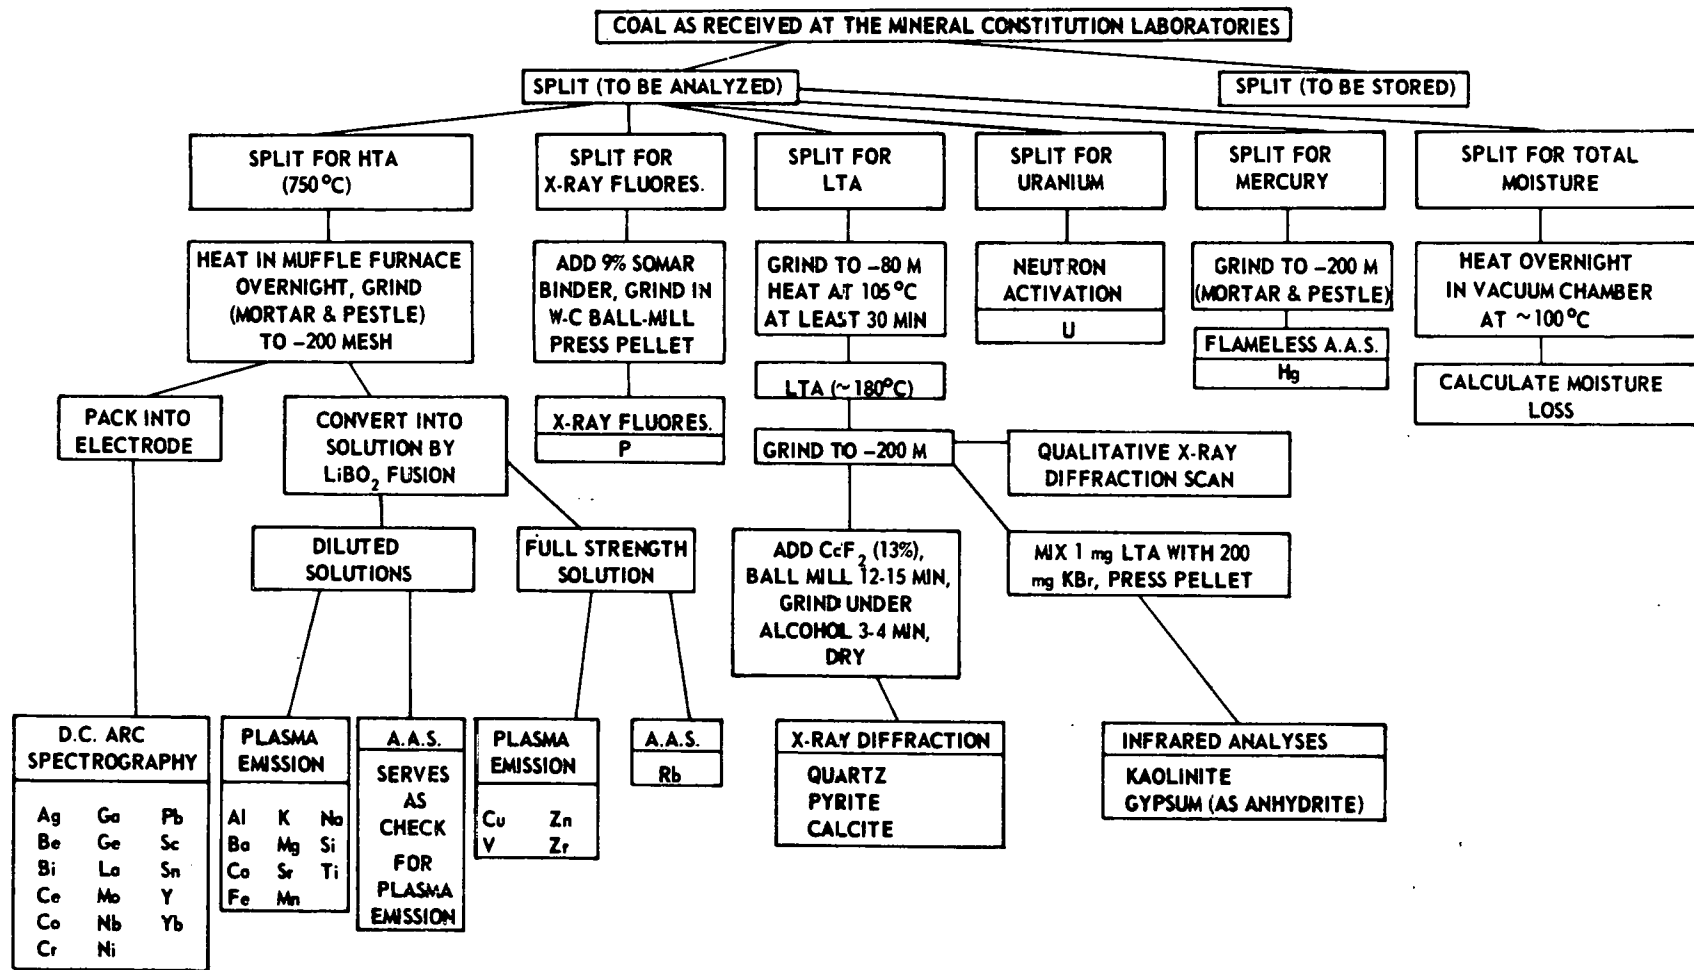 COAL AS RECEIVED AT THE MINERAL CONSTITUTION LABORATORIES
SPLIT (TO BE ANALYZED)
SPLIT (TO BE STORED)
SPLIT FOR HTA
(750°C)
SPLIT FOR
X-RAY FLUORES.
SPLIT FOR
LTA
SPLIT FOR
URANIUM
SPLIT FOR
MERCURY
SPLIT FOR TOTAL
MOISTURE
HEAT IN MUFFLE FURNACE
OVERNIGHT, GRIND
(MORTAR & PESTLE)
TO -200 MESH
ADD 9% SOMAR
BINDER, GRIND IN
W-C BALL-MILL
PRESS PELLET
GRIND TO -80 M
HEAT AT 105°C
AT LEAST 30 MIN
NEUTRON
ACTIVATION
U
GRIND TO -200 M
(MORTAR & PESTLE)
FLAMELESS A.A.S.
Hg
HEAT OVERNIGHT
IN VACUUM CHAMBER
AT ~100°C
CALCULATE MOISTURE
LOSS
LTA (~180°C)
PACK INTO
ELECTRODE
CONVERT INTO
SOLUTION BY
LiBO2 FUSION
X-RAY FLUORES.
P
GRIND TO -200 M
QUALITATIVE X-RAY
DIFFRACTION SCAN
DILUTED
SOLUTIONS
FULL STRENGTH
SOLUTION
ADD CcF2 (13%),
BALL MILL 12-15 MIN,
GRIND UNDER
ALCOHOL 3-4 MIN,
DRY
MIX 1 mg LTA WITH 200
mg KBr, PRESS PELLET
D.C. ARC
SPECTROGRAPHY
Ag Ga Pb
Be Ge Sc
Bi La Sn
Ce Mo Y
Co Nb Yb
Cr Ni
PLASMA
EMISSION
Al K Na
Ba Mg Si
Ca Sr Ti
Fe Mn
A.A.S.
SERVES
AS
CHECK
FOR
PLASMA
EMISSION
PLASMA
EMISSION
Cu Zn
V Zr
A.A.S.
Rb
X-RAY DIFFRACTION
QUARTZ
PYRITE
CALCITE
INFRARED ANALYSES
KAOLINITE
GYPSUM (AS ANHYDRITE)